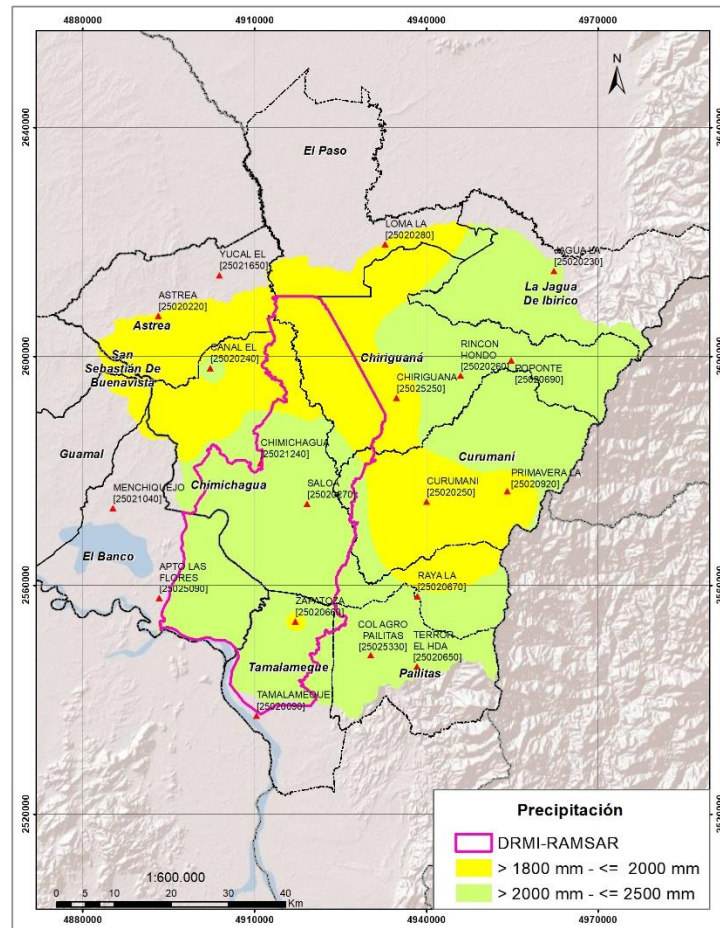 4880000 4910000 4940000 4970000
N
2640000 2640000
El Paso
LOMA LA
[25020280]
YUCAL EL
[25021650]
JAGUA LA
[25020230]
La Jagua
De Ibirico
ASTREA
[25020220]
Astrea
2600000 2600000
CANAL EL
[25020240]
San
Sebastián De
Buenavista
Chiriguaná
RINCON
HONDO
[25020260]
POPONTE
[25020690]
CHIRIGUANA
[25025250]
Guamal
CHIMICHAGUA
[25021240]
Curumaní
Chimichagua
SALOA
[25020270]
MENCHIQUEJO
[25021040]
CURUMANI
[25020250]
PRIMAVERA LA
[25020920]
El Banco
APTO LAS
FLORES
[25025090]
2560000 2560000
RAYA LA
[25020670]
ZAPATOZA
[25020660]
COL AGRO
PAILITAS
[25025330]
TERROR
EL HDA
[25020650]
Tamalameque
Pailitas
TAMALAMEQUE
[25020090]
2520000 2520000
Precipitación
DRMI-RAMSAR
> 1800 mm - <= 2000 mm
> 2000 mm - <= 2500 mm
1:600.000
0 5 10 20 30 40
Km
4880000 4910000 4940000 4970000